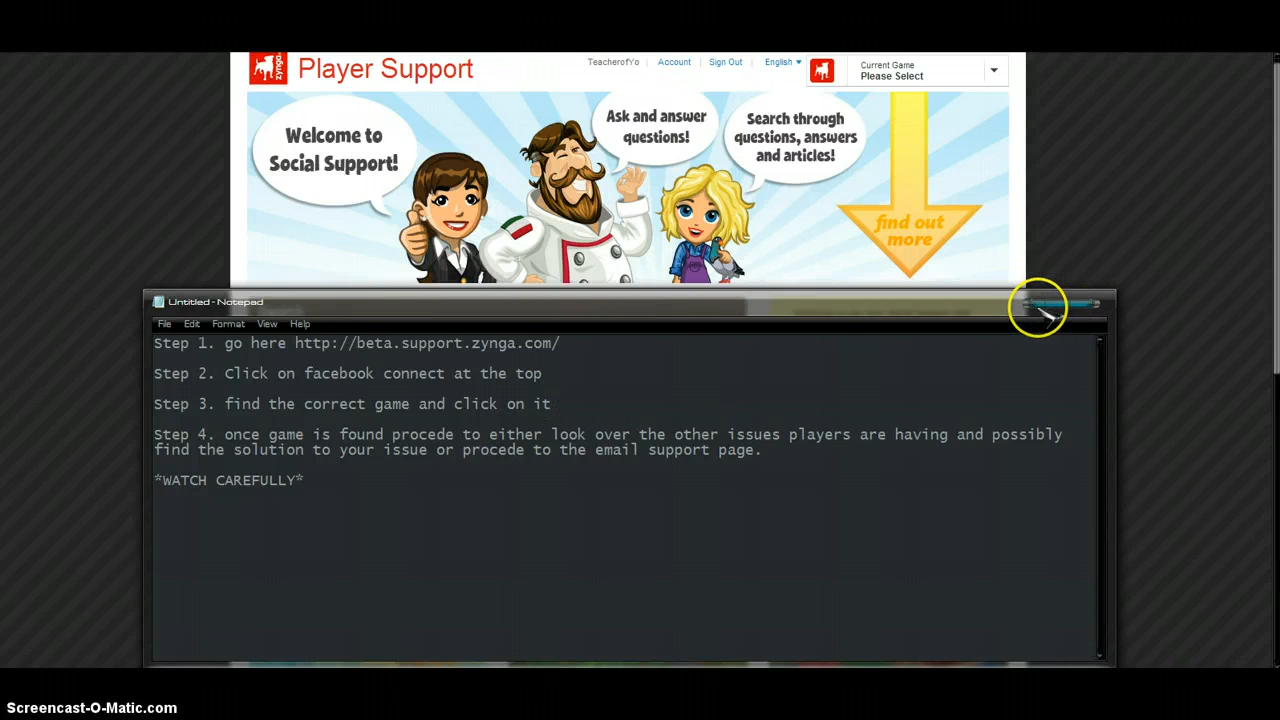 zynga
Player Support
TeacherofYo
Account
Sign Out
English
Current Game
Please Select
Welcome to
Social Support!
Ask and answer
questions!
Search through
questions, answers
and articles!
find out
more
Untitled - Notepad
File Edit Format View Help
Step 1. go here http://beta.support.zynga.com/
Step 2. Click on facebook connect at the top
Step 3. find the correct game and click on it
Step 4. once game is found procede to either look over the other issues players are having and possibly
find the solution to your issue or procede to the email support page.
*WATCH CAREFULLY*
Screencast-O-Matic.com